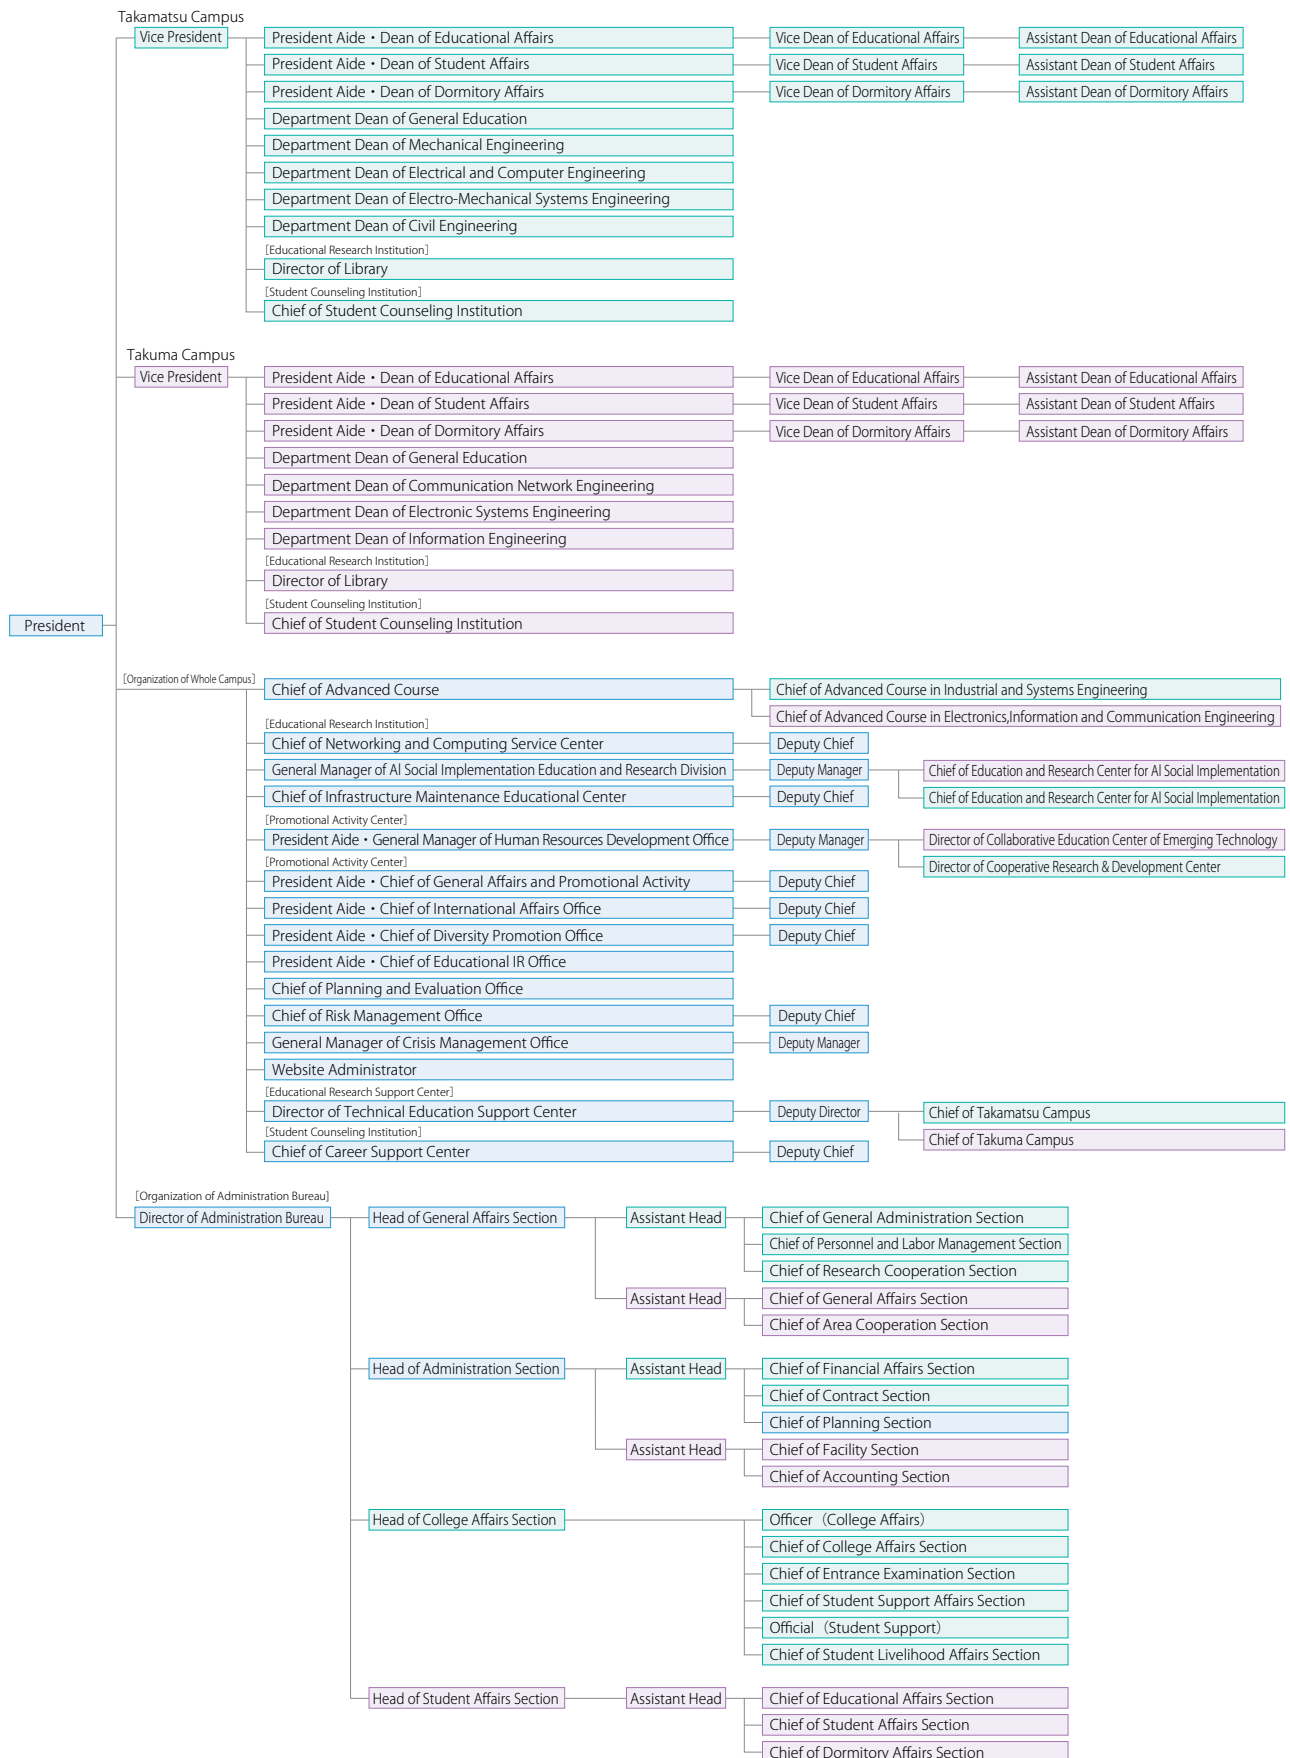 Takamatsu Campus
Vice President
President Aide・Dean of Educational Affairs
Vice Dean of Educational Affairs
Assistant Dean of Educational Affairs
President Aide・Dean of Student Affairs
Vice Dean of Student Affairs
Assistant Dean of Student Affairs
President Aide・Dean of Dormitory Affairs
Vice Dean of Dormitory Affairs
Assistant Dean of Dormitory Affairs
Department Dean of General Education
Department Dean of Mechanical Engineering
Department Dean of Electrical and Computer Engineering
Department Dean of Electro-Mechanical Systems Engineering
Department Dean of Civil Engineering
[Educational Research Institution]
Director of Library
[Student Counseling Institution]
Chief of Student Counseling Institution
Takuma Campus
Vice President
President Aide・Dean of Educational Affairs
Vice Dean of Educational Affairs
Assistant Dean of Educational Affairs
President Aide・Dean of Student Affairs
Vice Dean of Student Affairs
Assistant Dean of Student Affairs
President Aide・Dean of Dormitory Affairs
Vice Dean of Dormitory Affairs
Assistant Dean of Dormitory Affairs
Department Dean of General Education
Department Dean of Communication Network Engineering
Department Dean of Electronic Systems Engineering
Department Dean of Information Engineering
[Educational Research Institution]
Director of Library
[Student Counseling Institution]
Chief of Student Counseling Institution
President
[Organization of Whole Campus]
Chief of Advanced Course
Chief of Advanced Course in Industrial and Systems Engineering
Chief of Advanced Course in Electronics,Information and Communication Engineering
[Educational Research Institution]
Chief of Networking and Computing Service Center
Deputy Chief
General Manager of AI Social Implementation Education and Research Division
Deputy Manager
Chief of Education and Research Center for AI Social Implementation
Chief of Infrastructure Maintenance Educational Center
Deputy Chief
Chief of Education and Research Center for AI Social Implementation
[Promotional Activity Center]
President Aide・General Manager of Human Resources Development Office
Deputy Manager
Director of Collaborative Education Center of Emerging Technology
[Promotional Activity Center]
Director of Cooperative Research & Development Center
President Aide・Chief of General Affairs and Promotional Activity
Deputy Chief
President Aide・Chief of International Affairs Office
Deputy Chief
President Aide・Chief of Diversity Promotion Office
Deputy Chief
President Aide・Chief of Educational IR Office
Chief of Planning and Evaluation Office
Chief of Risk Management Office
Deputy Chief
General Manager of Crisis Management Office
Deputy Manager
Website Administrator
[Educational Research Support Center]
Director of Technical Education Support Center
Deputy Director
Chief of Takamatsu Campus
[Student Counseling Institution]
Chief of Takuma Campus
Chief of Career Support Center
Deputy Chief
[Organization of Administration Bureau]
Director of Administration Bureau
Head of General Affairs Section
Assistant Head
Chief of General Administration Section
Chief of Personnel and Labor Management Section
Chief of Research Cooperation Section
Assistant Head
Chief of General Affairs Section
Chief of Area Cooperation Section
Head of Administration Section
Assistant Head
Chief of Financial Affairs Section
Chief of Contract Section
Chief of Planning Section
Assistant Head
Chief of Facility Section
Chief of Accounting Section
Head of College Affairs Section
Officer（College Affairs）
Chief of College Affairs Section
Chief of Entrance Examination Section
Chief of Student Support Affairs Section
Official（Student Support）
Chief of Student Livelihood Affairs Section
Head of Student Affairs Section
Assistant Head
Chief of Educational Affairs Section
Chief of Student Affairs Section
Chief of Dormitory Affairs Section